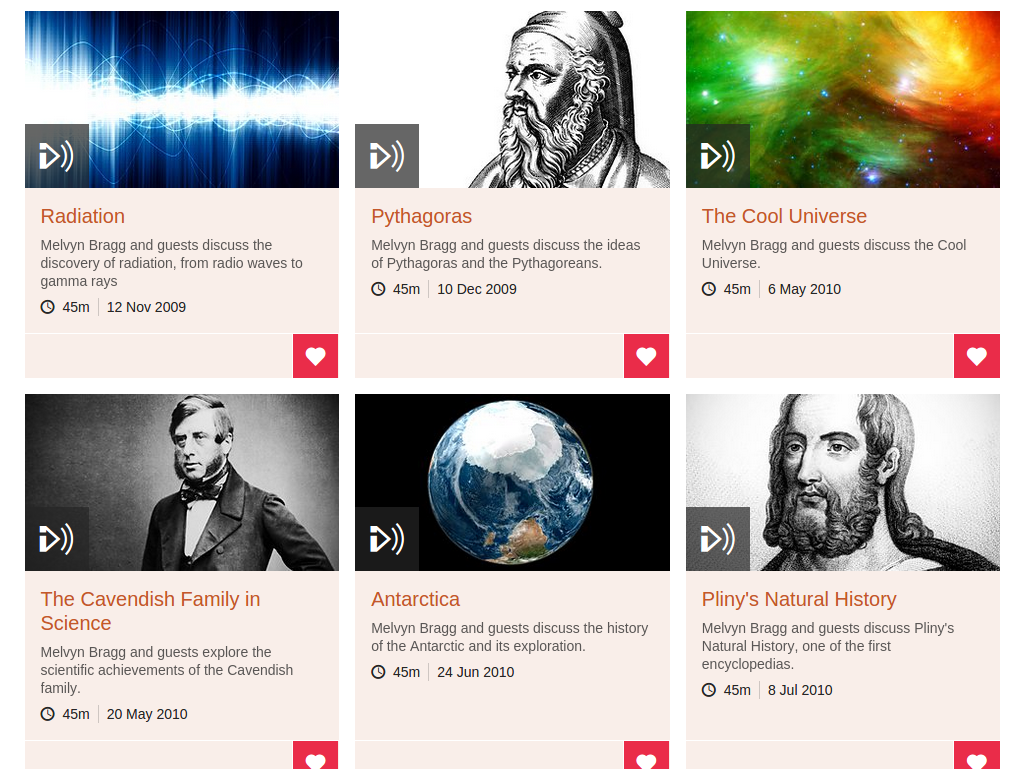 Radiation
Melvyn Bragg and guests discuss the
discovery of radiation, from radio waves to
gamma rays
45m
12 Nov 2009
Pythagoras
Melvyn Bragg and guests discuss the ideas
of Pythagoras and the Pythagoreans.
45m
10 Dec 2009
The Cool Universe
Melvyn Bragg and guests discuss the Cool
Universe.
45m
6 May 2010
The Cavendish Family in
Science
Melvyn Bragg and guests explore the
scientific achievements of the Cavendish
family.
45m
20 May 2010
Antarctica
Melvyn Bragg and guests discuss the history
of the Antarctic and its exploration.
45m
24 Jun 2010
Pliny's Natural History
Melvyn Bragg and guests discuss Pliny's
Natural History, one of the first
encyclopedias.
45m
8 Jul 2010